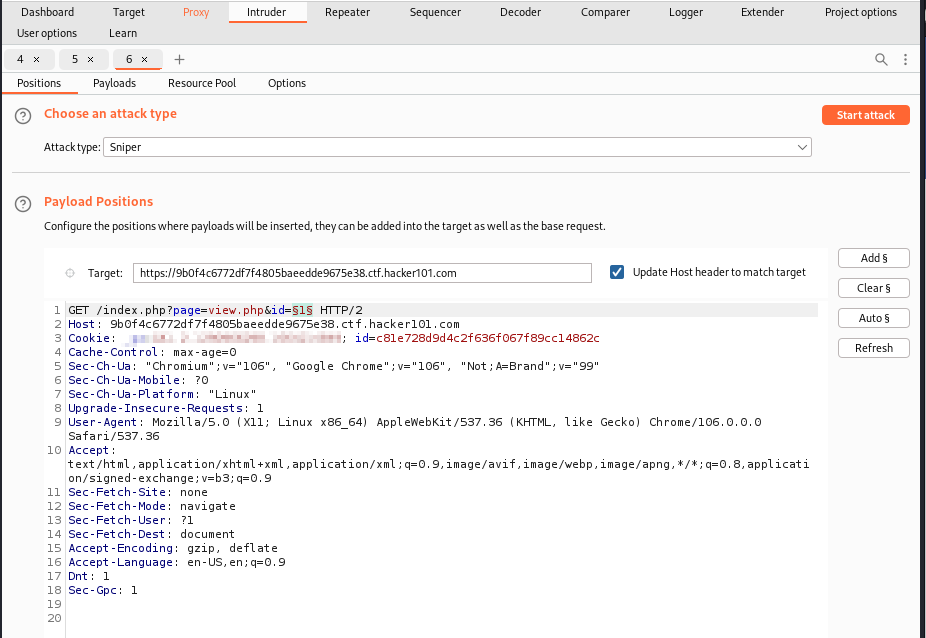 Dashboard Target Proxy Intruder Repeater Sequencer Decoder Comparer Logger Extender Project options
User options Learn
4 × 5 × 6 × +
Positions Payloads Resource Pool Options
? Choose an attack type Start attack
Attack type: Sniper
? Payload Positions
Configure the positions where payloads will be inserted, they can be added into the target as well as the base request.
Target: https://9b0f4c6772df7f4805baeedde9675e38.ctf.hacker101.com Update Host header to match target
Add §
Clear §
Auto §
Refresh
1 GET /index.php?page=view.php&id=§1§ HTTP/2
2 Host: 9b0f4c6772df7f4805baeedde9675e38.ctf.hacker101.com
3 Cookie: ; id=c81e728d9d4c2f636f067f89cc14862c
4 Cache-Control: max-age=0
5 Sec-Ch-Ua: "Chromium";v="106", "Google Chrome";v="106", "Not;A=Brand";v="99"
6 Sec-Ch-Ua-Mobile: ?0
7 Sec-Ch-Ua-Platform: "Linux"
8 Upgrade-Insecure-Requests: 1
9 User-Agent: Mozilla/5.0 (X11; Linux x86_64) AppleWebKit/537.36 (KHTML, like Gecko) Chrome/106.0.0.0
Safari/537.36
10 Accept:
text/html,application/xhtml+xml,application/xml;q=0.9,image/avif,image/webp,image/apng,*/*;q=0.8,applicati
on/signed-exchange;v=b3;q=0.9
11 Sec-Fetch-Site: none
12 Sec-Fetch-Mode: navigate
13 Sec-Fetch-User: ?1
14 Sec-Fetch-Dest: document
15 Accept-Encoding: gzip, deflate
16 Accept-Language: en-US,en;q=0.9
17 Dnt: 1
18 Sec-Gpc: 1
19
20